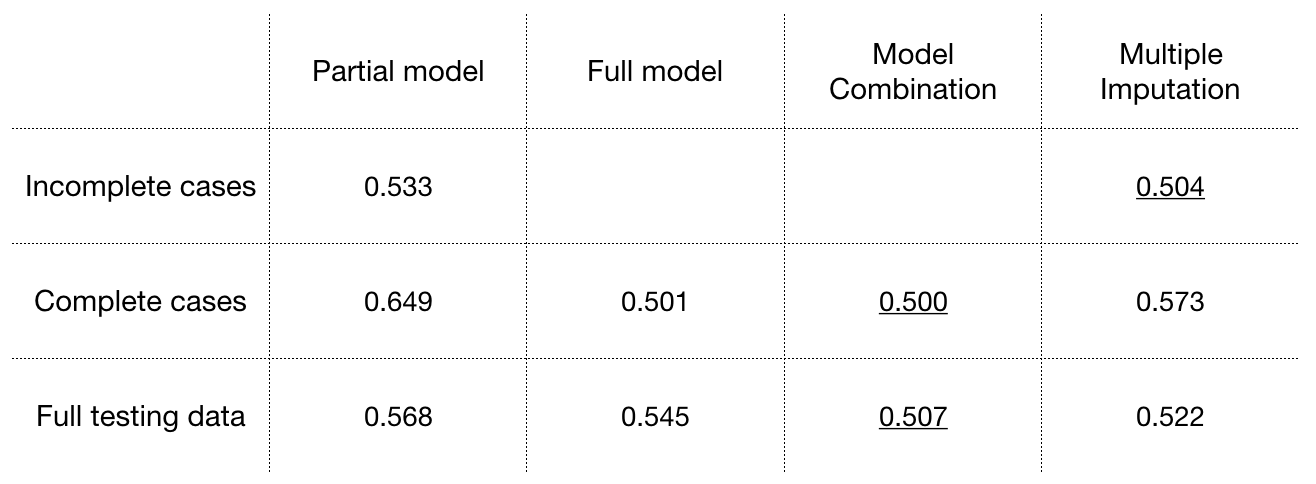 Partial model Full model Model Combination Multiple Imputation
Incomplete cases 0.533 0.504
Complete cases 0.649 0.501 0.500 0.573
Full testing data 0.568 0.545 0.507 0.522